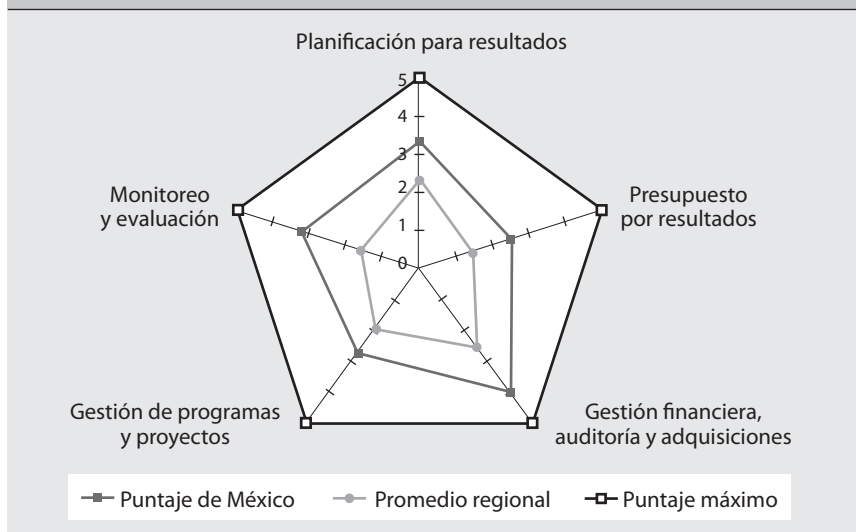 Planificación para resultados
5
4
3
2
1
0
Monitoreo
y evaluación
Presupuesto
por resultados
Gestión de programas
y proyectos
Gestión financiera,
auditoría y adquisiciones
Puntaje de México
Promedio regional
Puntaje máximo